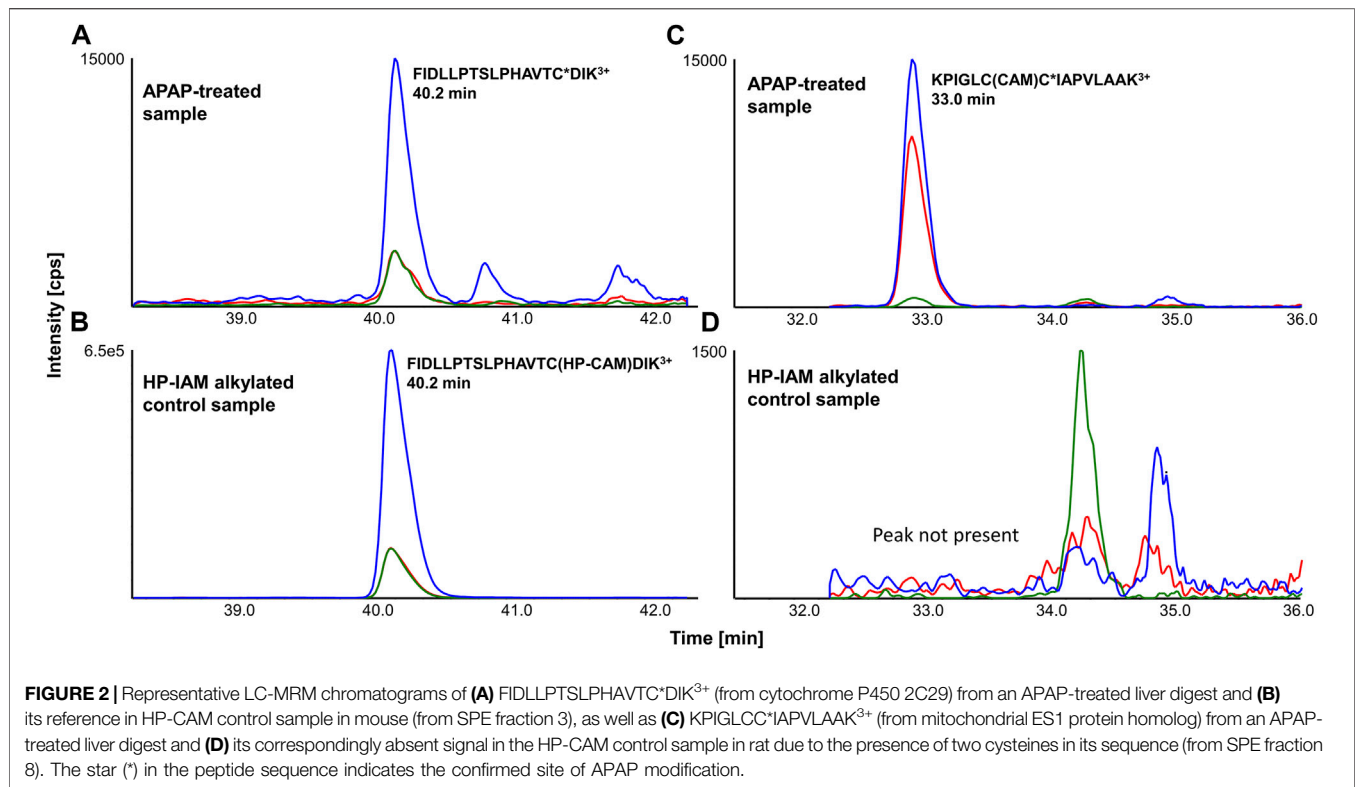 A
15000
APAP-treated
sample
FIDLLPTSLPHAVTC*DIK³⁺
40.2 min
39.0 40.0 41.0 42.0
C
15000
APAP-treated
sample
KPIGLC(CAM)C*IAPVLAAK³⁺
33.0 min
32.0 33.0 34.0 35.0 36.0
Intensity [cps]
B
6.5e5
HP-IAM alkylated
control sample
FIDLLPTSLPHAVTC(HP-CAM)DIK³⁺
40.2 min
39.0 40.0 41.0 42.0
D
1500
HP-IAM alkylated
control sample
Peak not present
32.0 33.0 34.0 35.0 36.0
Time [min]
FIGURE 2 | Representative LC-MRM chromatograms of (A) FIDLLPTSLPHAVTC*DIK³⁺ (from cytochrome P450 2C29) from an APAP-treated liver digest and (B)
its reference in HP-CAM control sample in mouse (from SPE fraction 3), as well as (C) KPIGLCC*IAPVLAAK³⁺ (from mitochondrial ES1 protein homolog) from an APAP-
treated liver digest and (D) its correspondingly absent signal in the HP-CAM control sample in rat due to the presence of two cysteines in its sequence (from SPE fraction
8). The star (*) in the peptide sequence indicates the confirmed site of APAP modification.